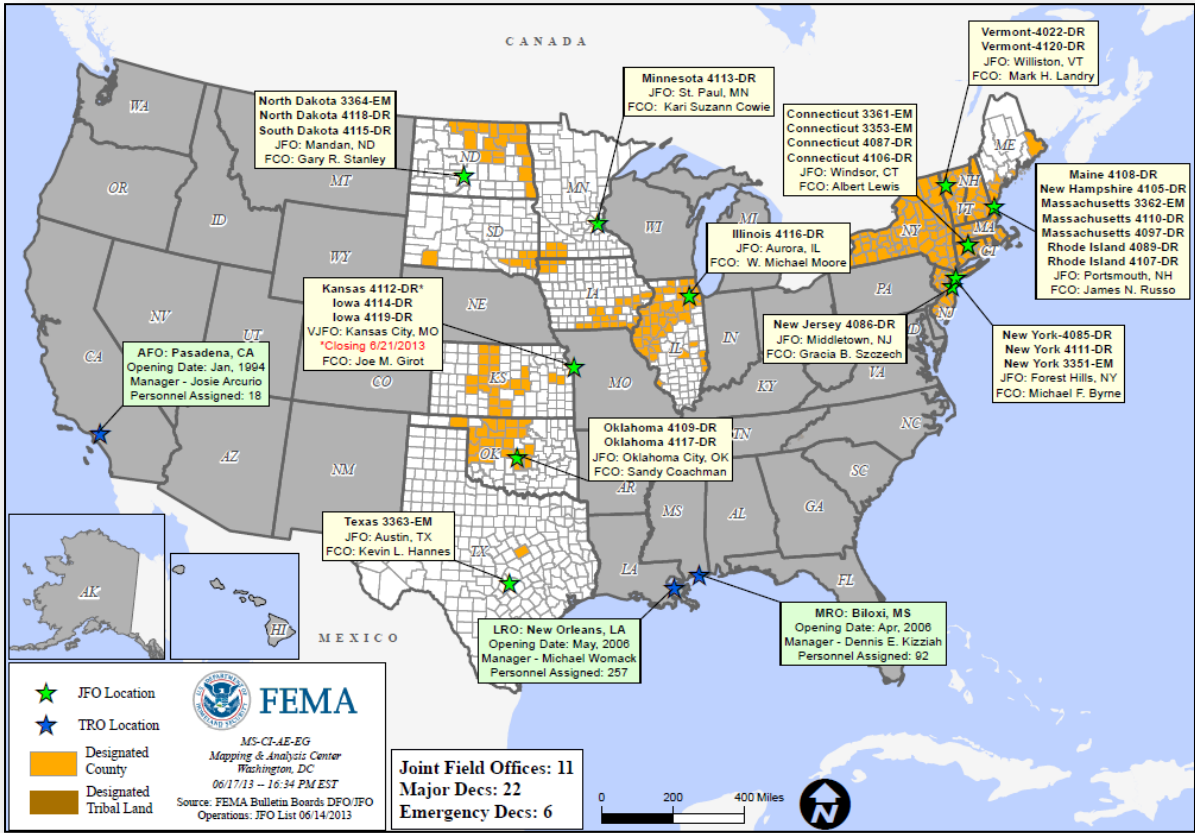 CANADA
Vermont-4022-DR
Vermont-4120-DR
JFO: Williston, VT
FCO: Mark H. Landry
Minnesota 4113-DR
JFO: St. Paul, MN
FCO: Kari Suzann Cowie
North Dakota 3364-EM
North Dakota 4118-DR
South Dakota 4115-DR
JFO: Mandan, ND
FCO: Gary R. Stanley
Connecticut 3361-EM
Connecticut 3353-EM
Connecticut 4087-DR
Connecticut 4106-DR
JFO: Windsor, CT
FCO: Albert Lewis
Maine 4108-DR
New Hampshire 4105-DR
Massachusetts 3362-EM
Massachusetts 4110-DR
Massachusetts 4097-DR
Rhode Island 4089-DR
Rhode Island 4107-DR
JFO: Portsmouth, NH
FCO: James N. Russo
Illinois 4116-DR
JFO: Aurora, IL
FCO: W. Michael Moore
Kansas 4112-DR*
Iowa 4114-DR
Iowa 4119-DR
VJFO: Kansas City, MO
*Closing 6/21/2013
FCO: Joe M. Girot
New Jersey 4086-DR
JFO: Middletown, NJ
FCO: Gracia B. Szczech
New York-4085-DR
New York 4111-DR
New York 3351-EM
JFO: Forest Hills, NY
FCO: Michael F. Byrne
AFO: Pasadena, CA
Opening Date: Jan, 1994
Manager - Josie Arcurio
Personnel Assigned: 18
Oklahoma 4109-DR
Oklahoma 4117-DR
JFO: Oklahoma City, OK
FCO: Sandy Coachman
Texas 3363-EM
JFO: Austin, TX
FCO: Kevin L. Hannes
LRO: New Orleans, LA
Opening Date: May, 2006
Manager - Michael Womack
Personnel Assigned: 257
MRO: Biloxi, MS
Opening Date: Apr, 2006
Manager - Dennis E. Kizziah
Personnel Assigned: 92
WA
OR
ID
MT
ND
MN
SD
WY
WI
MI
ME
NH
VT
NY
MA
CT
NJ
PA
IA
NE
NV
UT
CA
CO
KS
MO
IL
IN
KY
VA
NC
TN
SC
AZ
NM
OK
AR
MS
AL
GA
TX
LA
FL
AK
HI
MEXICO
JFO Location
TRO Location
Designated
County
Designated
Tribal Land
FEMA
MS-CI-AE-EG
Mapping & Analysis Center
Washington, DC
06/17/13 -- 16:34 PM EST
Source: FEMA Bulletin Boards DFO/JFO
Operations: JFO List 06/14/2013
Joint Field Offices: 11
Major Decs: 22
Emergency Decs: 6
0 200 400 Miles
N